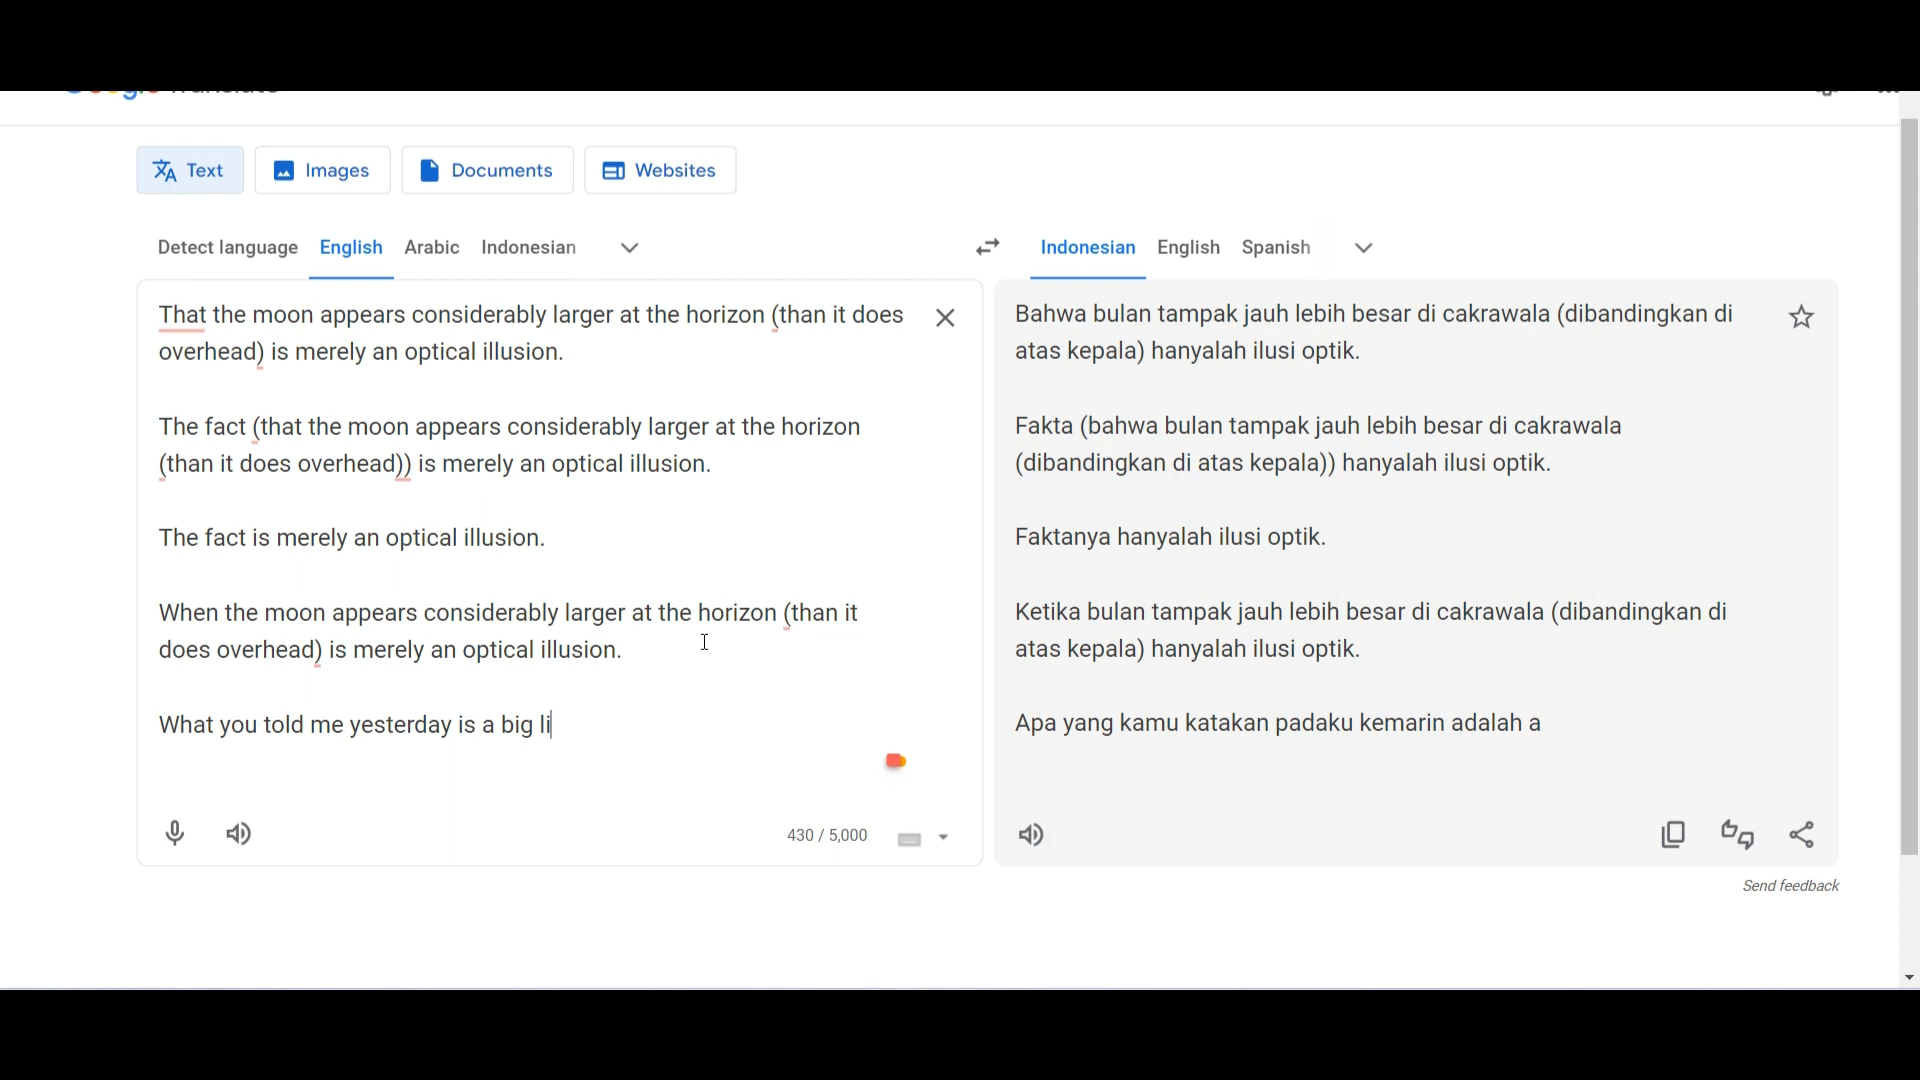 Text
Images
Documents
Websites
Detect language
English
Arabic
Indonesian
Indonesian
English
Spanish
That the moon appears considerably larger at the horizon (than it does
overhead) is merely an optical illusion.
The fact (that the moon appears considerably larger at the horizon
(than it does overhead)) is merely an optical illusion.
The fact is merely an optical illusion.
When the moon appears considerably larger at the horizon (than it
does overhead) is merely an optical illusion.
What you told me yesterday is a big li
430 / 5,000
Bahwa bulan tampak jauh lebih besar di cakrawala (dibandingkan di
atas kepala) hanyalah ilusi optik.
Fakta (bahwa bulan tampak jauh lebih besar di cakrawala
(dibandingkan di atas kepala)) hanyalah ilusi optik.
Faktanya hanyalah ilusi optik.
Ketika bulan tampak jauh lebih besar di cakrawala (dibandingkan di
atas kepala) hanyalah ilusi optik.
Apa yang kamu katakan padaku kemarin adalah a
Send feedback